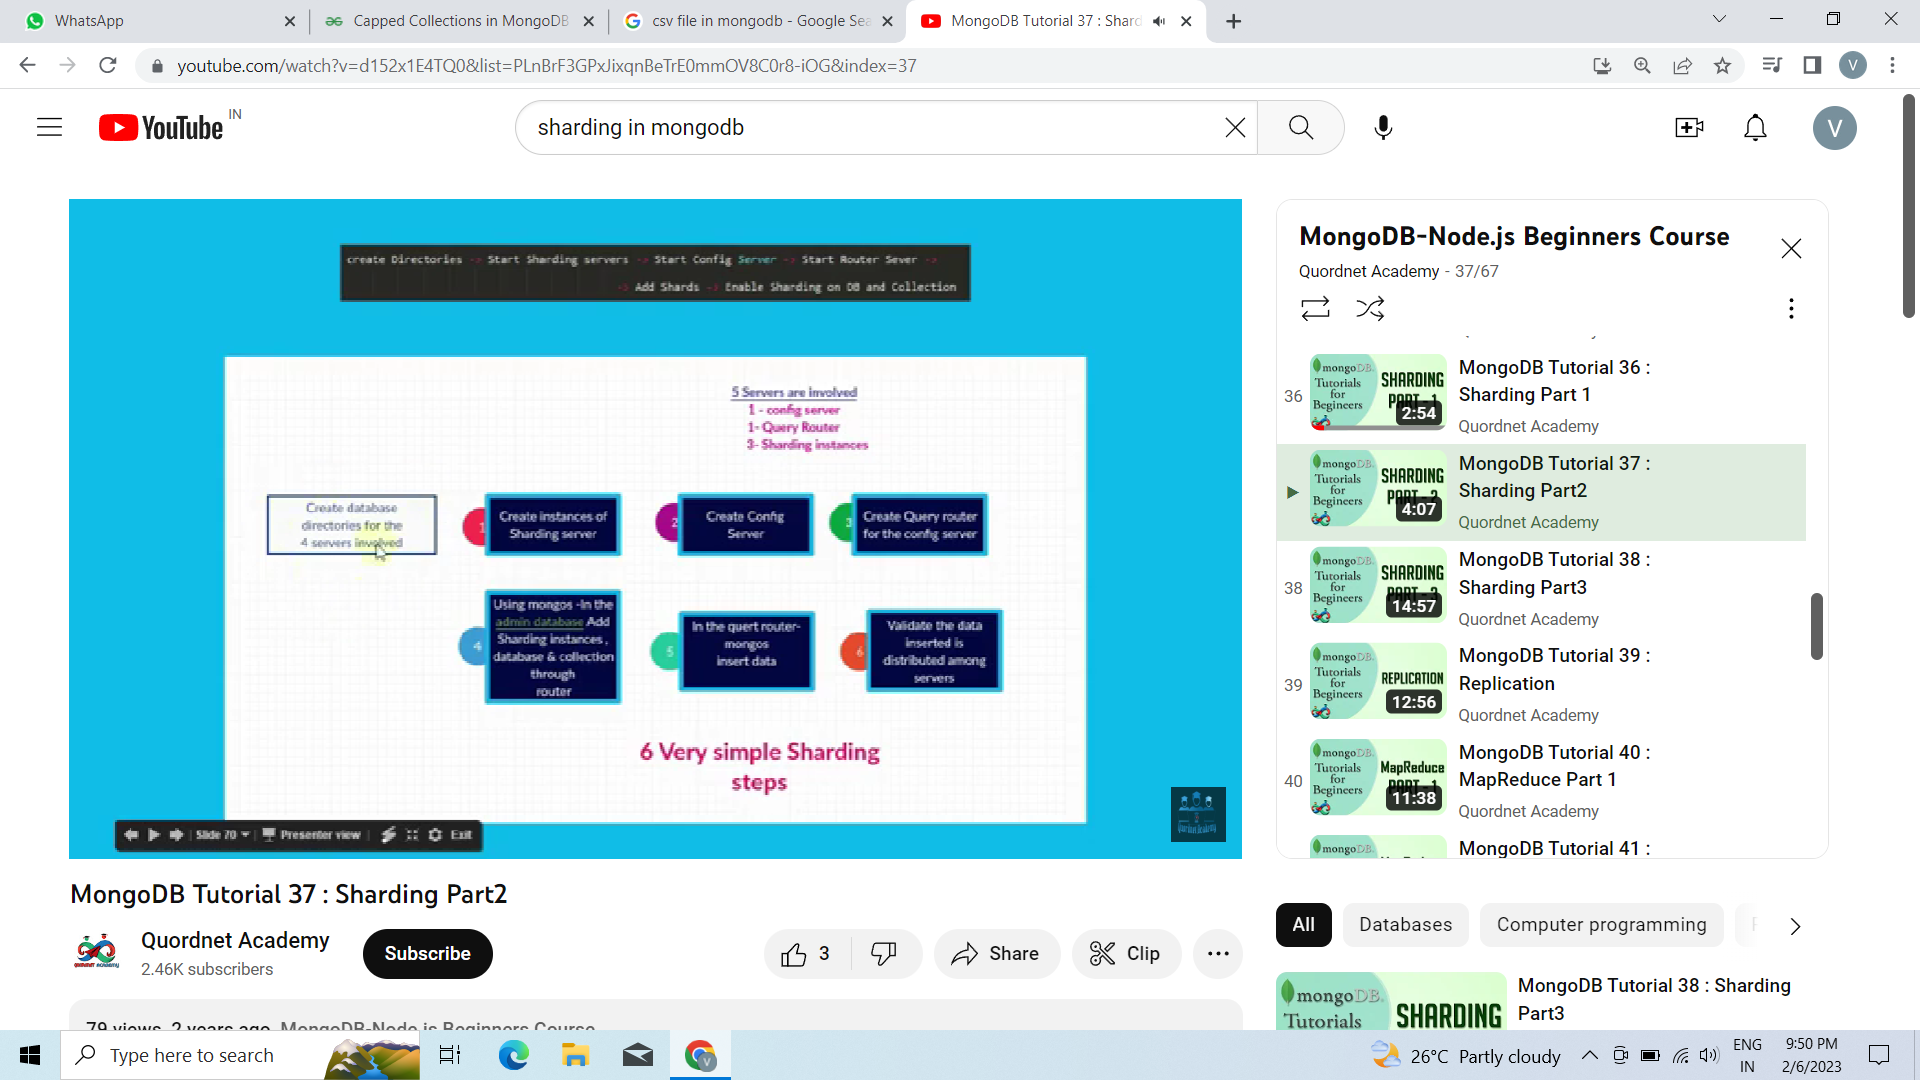 WhatsApp
Capped Collections in MongoDB
csv file in mongodb - Google Sea
MongoDB Tutorial 37 : Shard
youtube.com/watch?v=d152x1E4TQ0&list=PLnBrF3GPxJixqnBeTrE0mmOV8C0r8-iOG&index=37
V
YouTube IN
sharding in mongodb
V
create Directories -> Start Sharding servers -> Start Config Server -> Start Router Sever ->
-> Add Shards -> Enable Sharding on DB and Collection
5 Servers are involved
1 - config server
1- Query Router
3- Sharding instances
Create database
directories for the
4 servers involved
1
Create instances of
Sharding server
2
Create Config
Server
3
Create Query router
for the config server
4
Using mongos -In the
admin database Add
Sharding instances ,
database & collection
through
router
5
In the quert router-
mongos
insert data
6
Validate the data
inserted is
distributed among
servers
6 Very simple Sharding
steps
Slide 70
Presenter view
Exit
Quordnet Academy
MongoDB Tutorial 37 : Sharding Part2
Quordnet Academy
2.46K subscribers
Subscribe
3
Share
Clip
79 views 2 years ago MongoDB-Node.js Beginners Course
MongoDB-Node.js Beginners Course
Quordnet Academy - 37/67
36
mongoDB.
Tutorials
for
Begineers
SHARDING
PART - 1
2:54
MongoDB Tutorial 36 :
Sharding Part 1
Quordnet Academy
mongoDB.
Tutorials
for
Begineers
SHARDING
PART - 2
4:07
MongoDB Tutorial 37 :
Sharding Part2
Quordnet Academy
38
mongoDB.
Tutorials
for
Begineers
SHARDING
PART - 3
14:57
MongoDB Tutorial 38 :
Sharding Part3
Quordnet Academy
39
mongoDB.
Tutorials
for
Begineers
REPLICATION
12:56
MongoDB Tutorial 39 :
Replication
Quordnet Academy
40
mongoDB.
Tutorials
for
Begineers
MapReduce
PART - 1
11:38
MongoDB Tutorial 40 :
MapReduce Part 1
Quordnet Academy
mongoDB.
MongoDB Tutorial 41 :
All
Databases
Computer programming
mongoDB.
Tutorials
SHARDING
MongoDB Tutorial 38 : Sharding
Part3
Type here to search
V
26°C Partly cloudy
ENG
IN
9:50 PM
2/6/2023